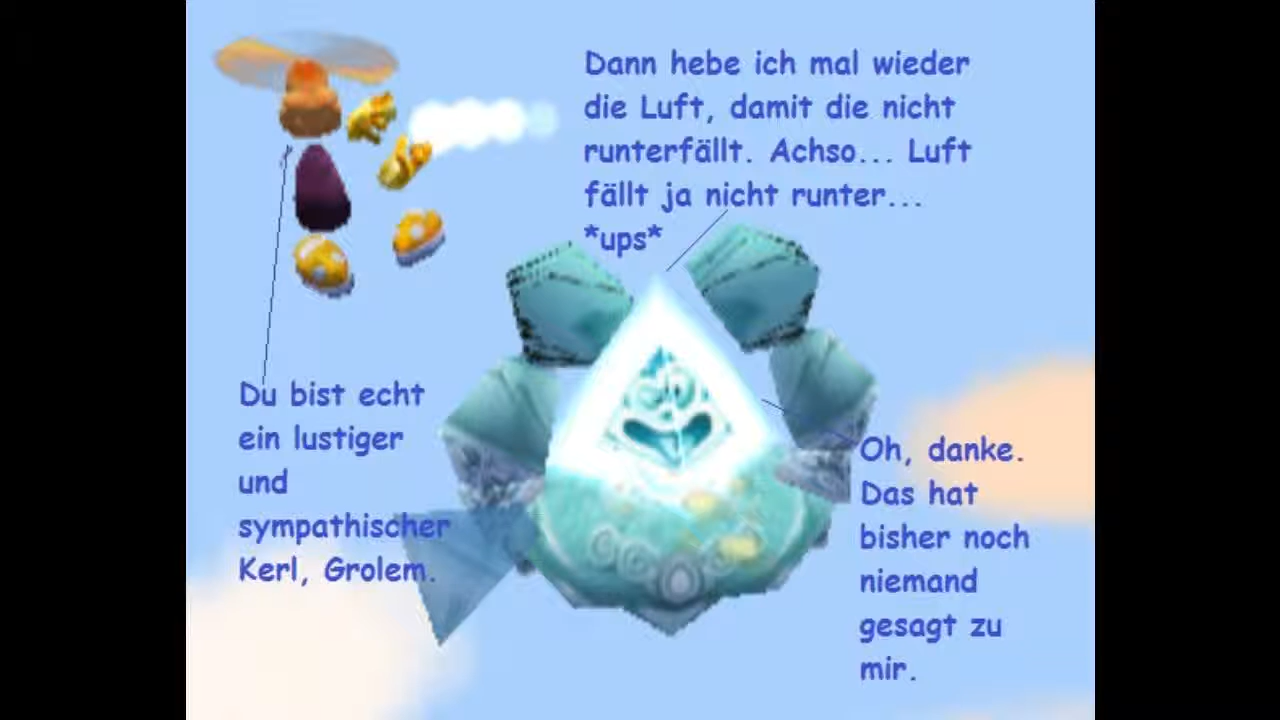 Dann hebe ich mal wieder
die Luft, damit die nicht
runterfällt. Achso... Luft
fällt ja nicht runter...
*ups*
Du bist echt
ein lustiger
und
sympathischer
Kerl, Grolem.
Oh, danke.
Das hat
bisher noch
niemand
gesagt zu
mir.